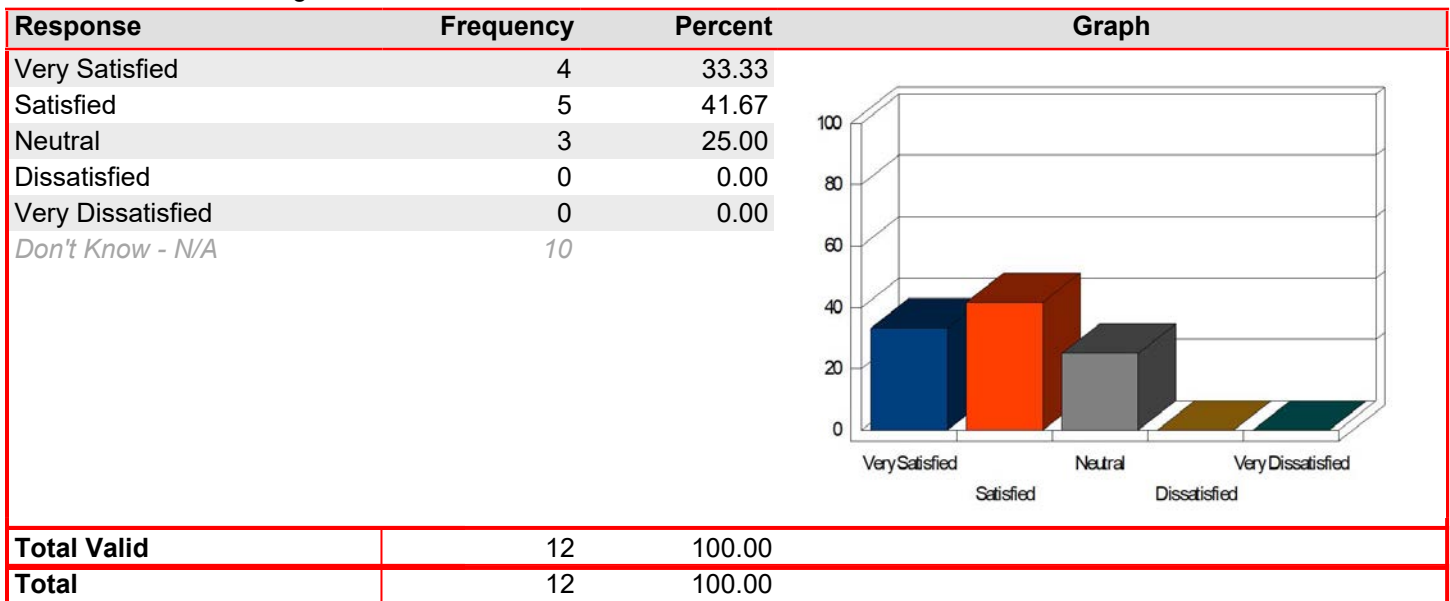 Response Frequency Percent Graph
Very Satisfied 4 33.33
Satisfied 5 41.67
Neutral 3 25.00
Dissatisfied 0 0.00
Very Dissatisfied 0 0.00
Don't Know - N/A 10
100
80
60
40
20
0
Very Satisfied Neutral Very Dissatisfied
Satisfied Dissatisfied
Total Valid 12 100.00
Total 12 100.00